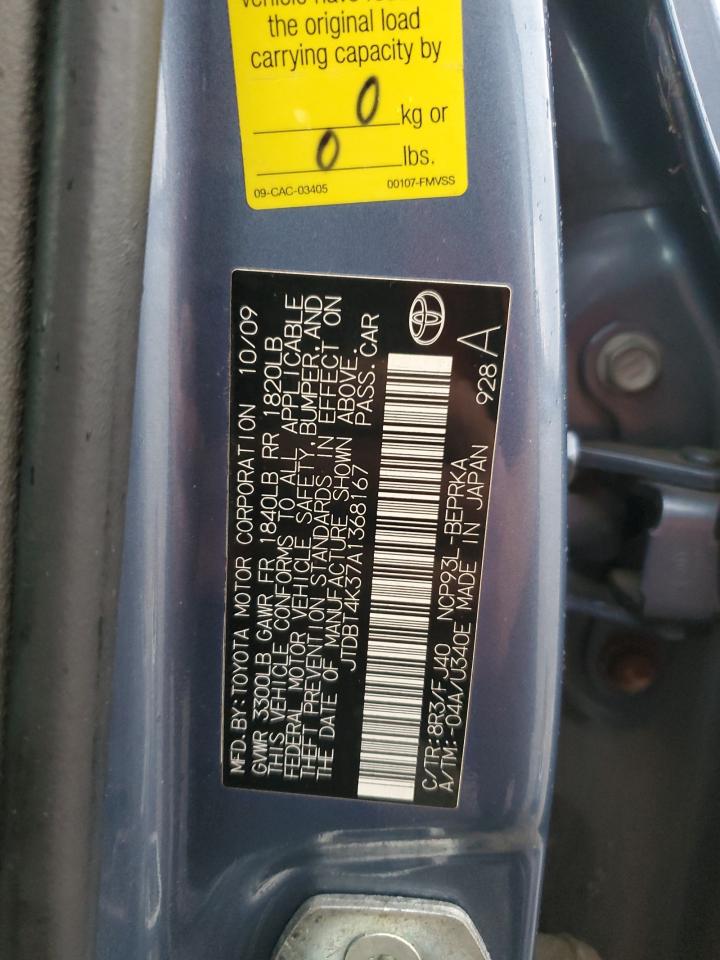 vehicle have
the original load
carrying capacity by
0 kg or
0 lbs.
09-CAC-03405 00107-FMVSS
MFD.BY:TOYOTA MOTOR CORPORATION 10/09
GVWR 3300LB GAWR FR 1840LB RR 1820LB
THIS VEHICLE CONFORMS TO ALL APPLICABLE
FEDERAL MOTOR VEHICLE SAFETY,BUMPER,AND
THEFT PREVENTION STANDARDS IN EFFECT ON
THE DATE OF MANUFACTURE SHOWN ABOVE.
JTDBT4K37A1368167 PASS.CAR
C/TR:8R3/FJ40 NCP93L-BEPRKA 928 A
A/TM:-04A/U340E MADE IN JAPAN